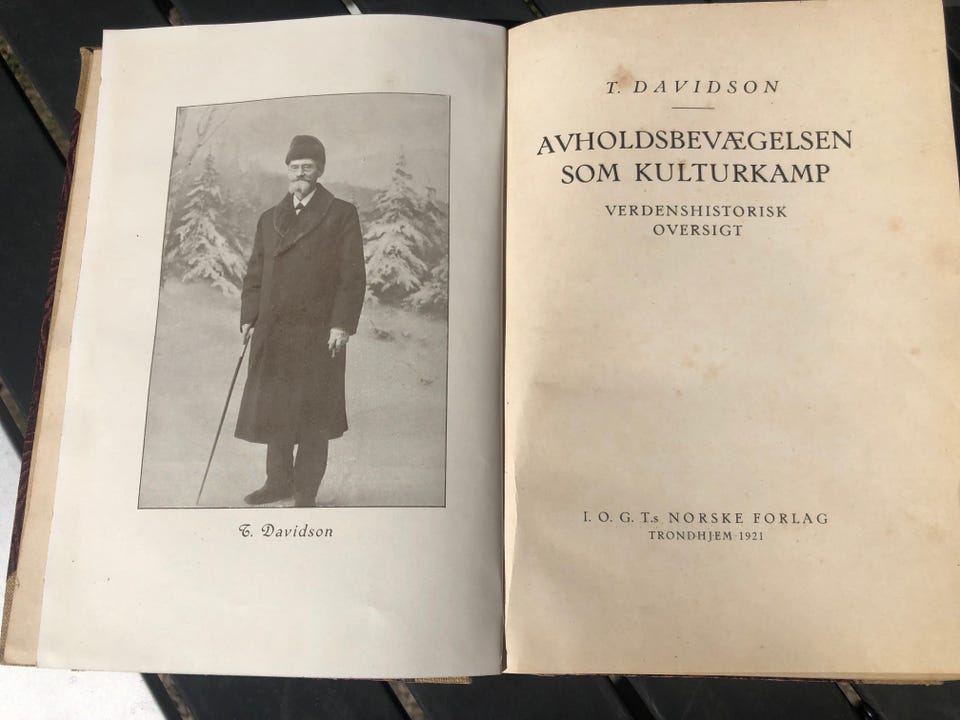 T. Davidson
T. DAVIDSON
AVHOLDSBEVÆGELSEN
SOM KULTURKAMP
VERDENSHISTORISK
OVERSIGT
I. O. G. T.s NORSKE FORLAG
TRONDHJEM 1921